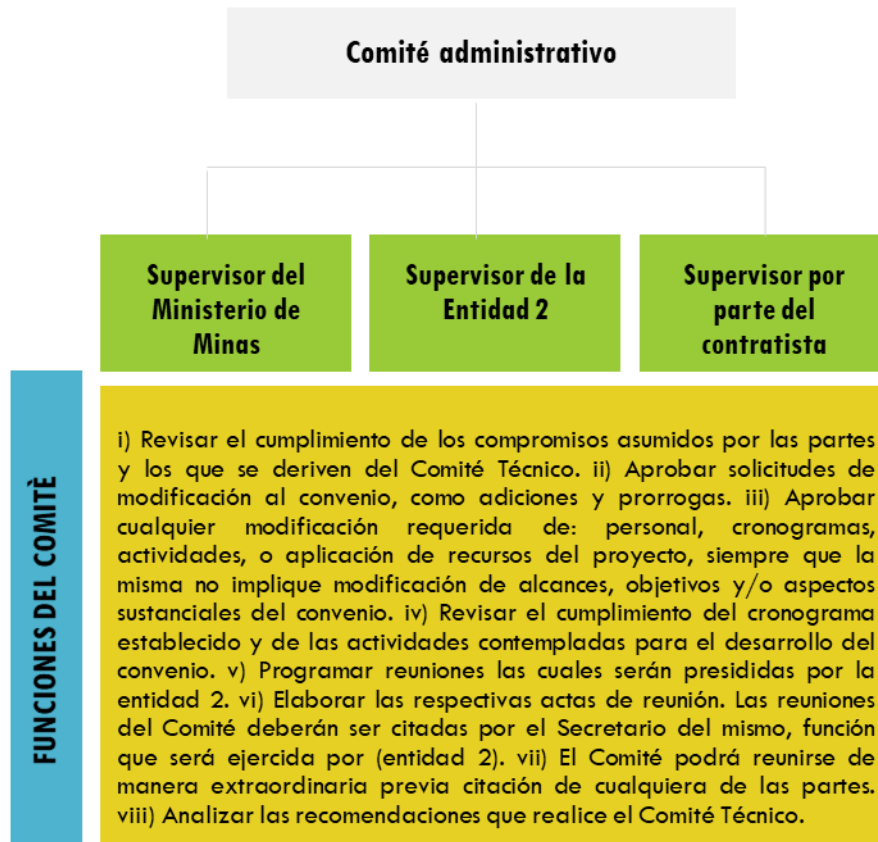 Comité administrativo
Supervisor del
Ministerio de
Minas
Supervisor de la
Entidad 2
Supervisor por
parte del
contratista
FUNCIONES DEL COMITÈ
i) Revisar el cumplimiento de los compromisos asumidos por las partes
y los que se deriven del Comité Técnico. ii) Aprobar solicitudes de
modificación al convenio, como adiciones y prorrogas. iii) Aprobar
cualquier modificación requerida de: personal, cronogramas,
actividades, o aplicación de recursos del proyecto, siempre que la
misma no implique modificación de alcances, objetivos y/o aspectos
sustanciales del convenio. iv) Revisar el cumplimiento del cronograma
establecido y de las actividades contempladas para el desarrollo del
convenio. v) Programar reuniones las cuales serán presididas por la
entidad 2. vi) Elaborar las respectivas actas de reunión. Las reuniones
del Comité deberán ser citadas por el Secretario del mismo, función
que será ejercida por (entidad 2). vii) El Comité podrá reunirse de
manera extraordinaria previa citación de cualquiera de las partes.
viii) Analizar las recomendaciones que realice el Comité Técnico.